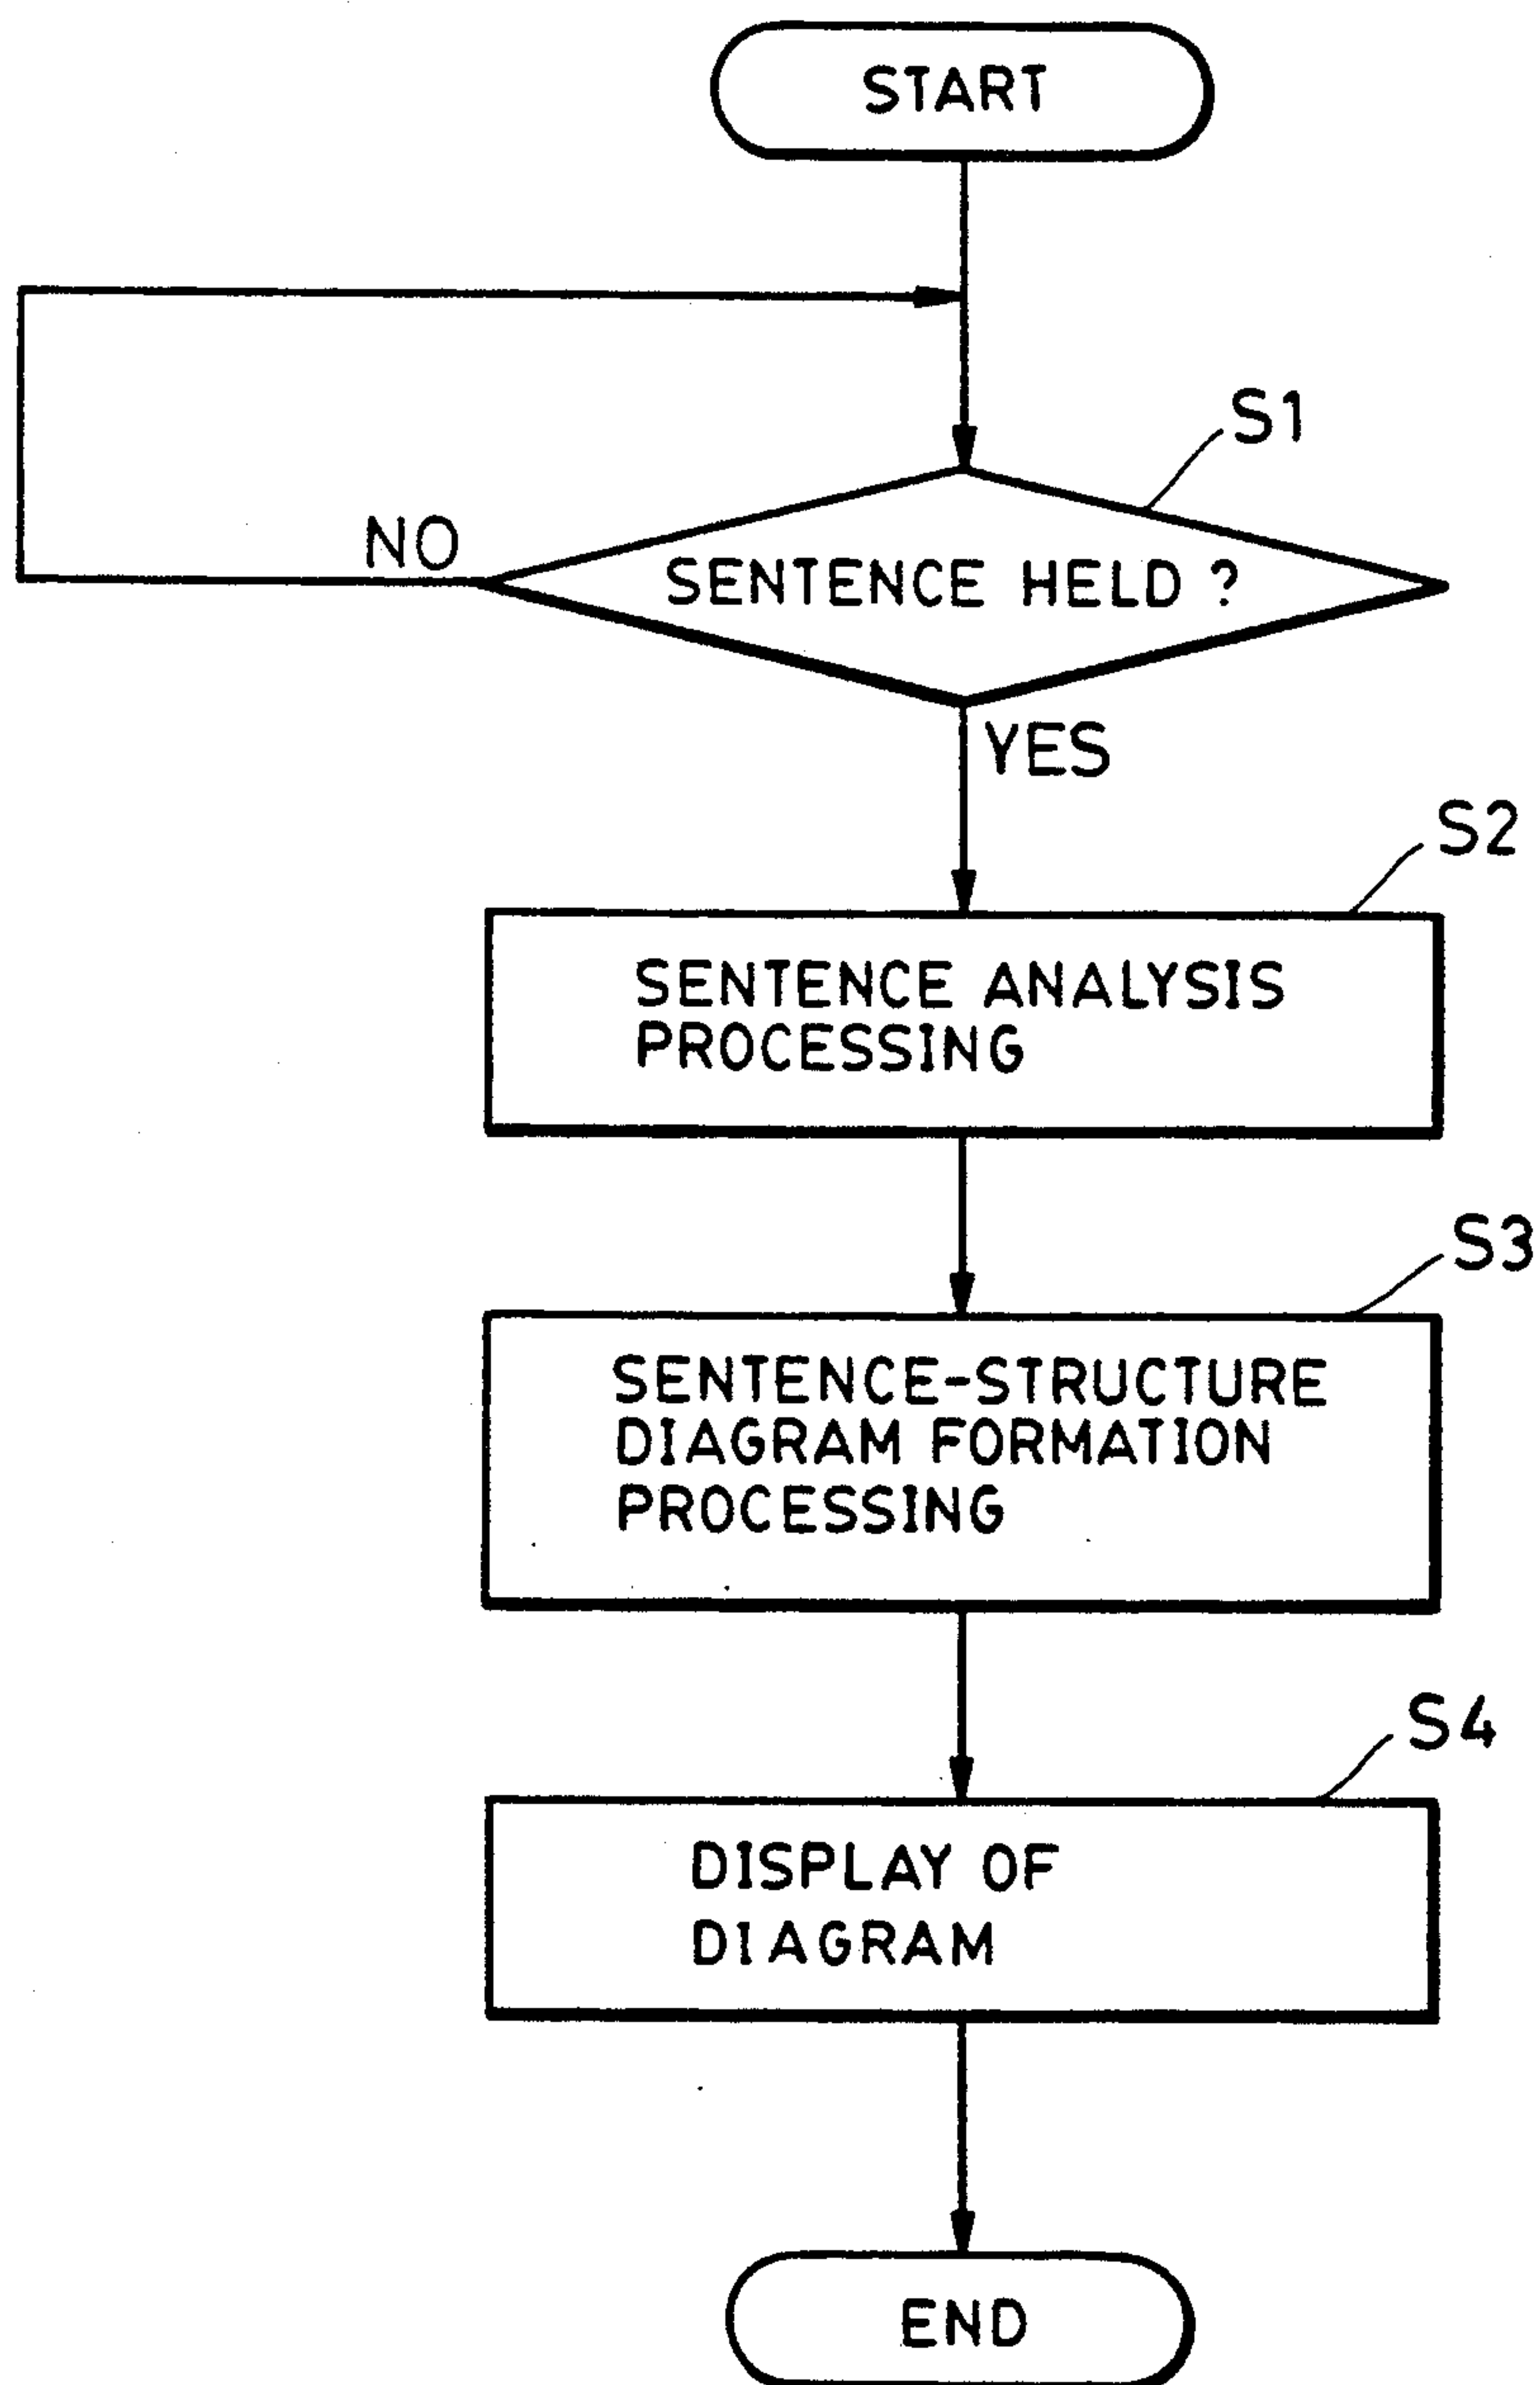 START
S1
NO
SENTENCE HELD ?
YES
S2
SENTENCE ANALYSIS
PROCESSING
S3
SENTENCE-STRUCTURE
DIAGRAM FORMATION
PROCESSING
S4
DISPLAY OF
DIAGRAM
END